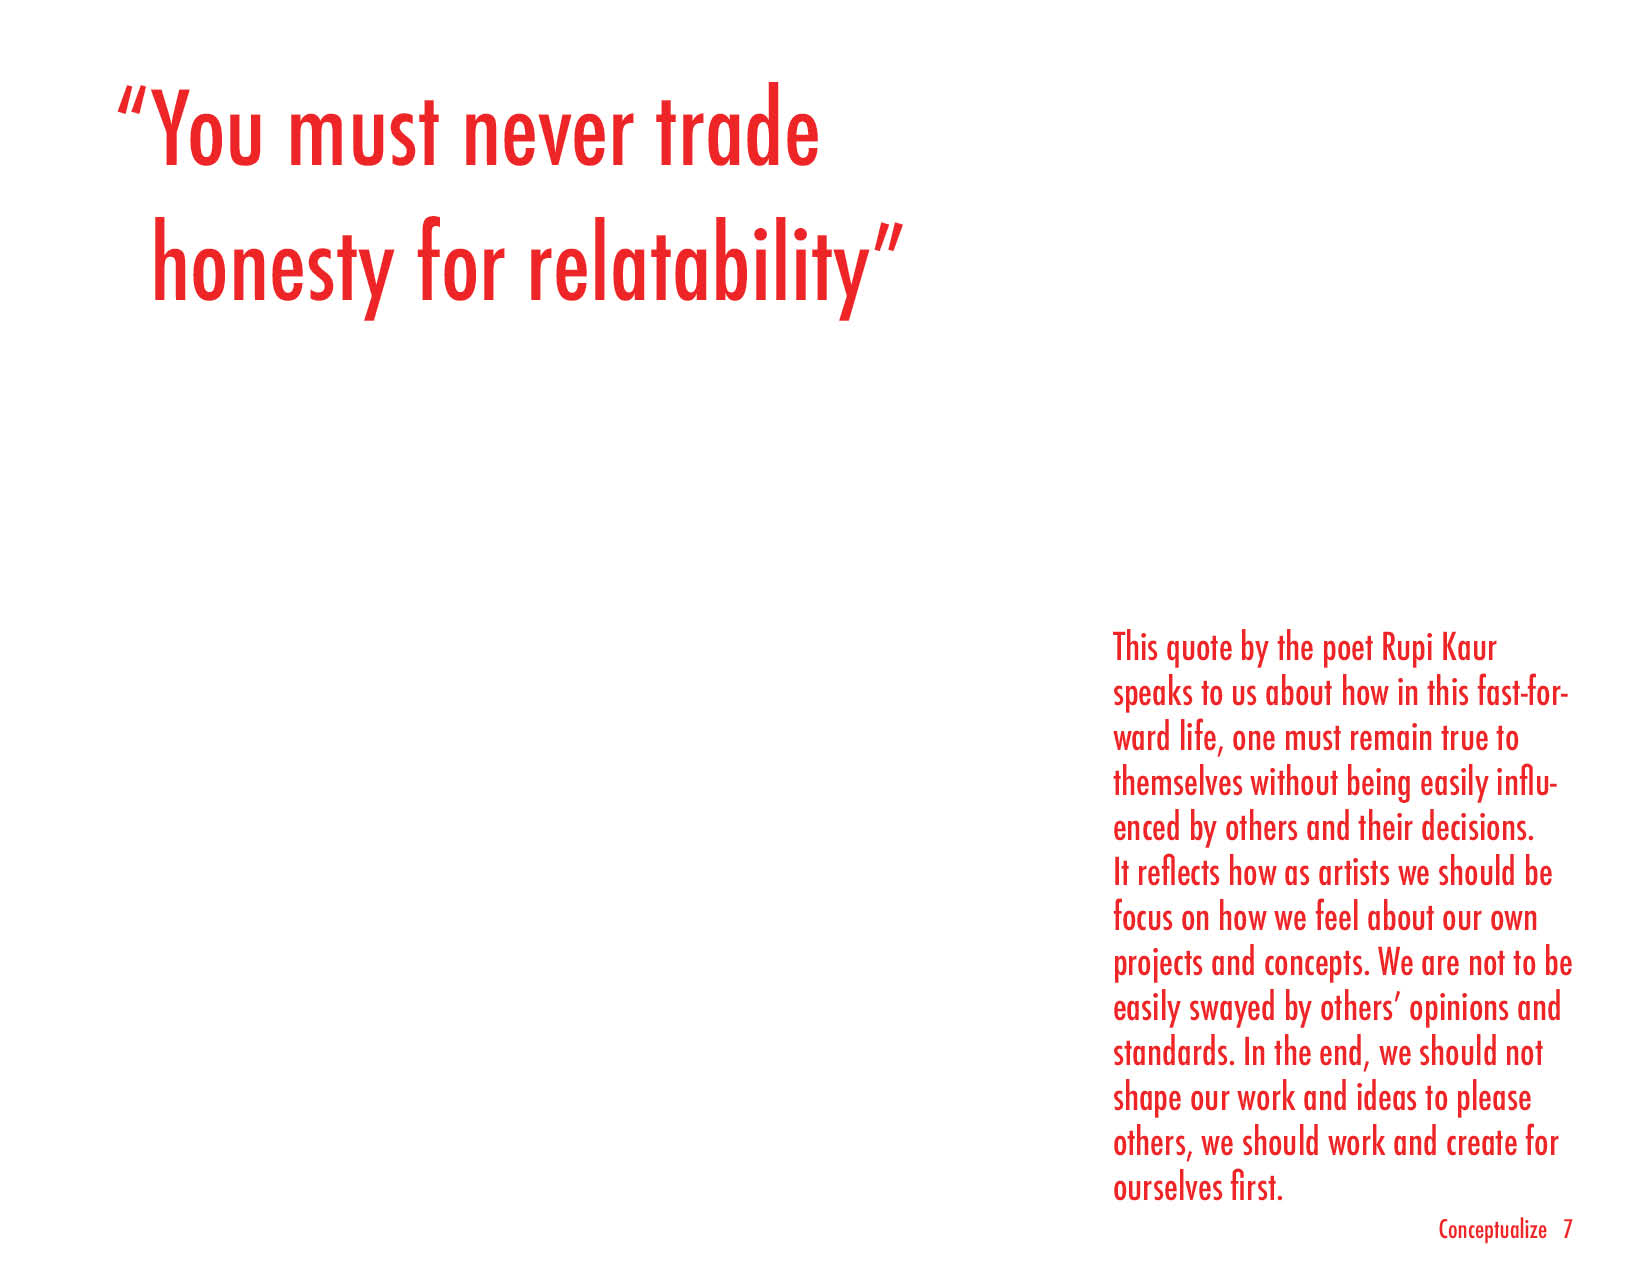 “You must never trade
honesty for relatability”
This quote by the poet Rupi Kaur
speaks to us about how in this fast-for-
ward life, one must remain true to
themselves without being easily influ-
enced by others and their decisions.
It reflects how as artists we should be
focus on how we feel about our own
projects and concepts. We are not to be
easily swayed by others’ opinions and
standards. In the end, we should not
shape our work and ideas to please
others, we should work and create for
ourselves first.
Conceptualize 7